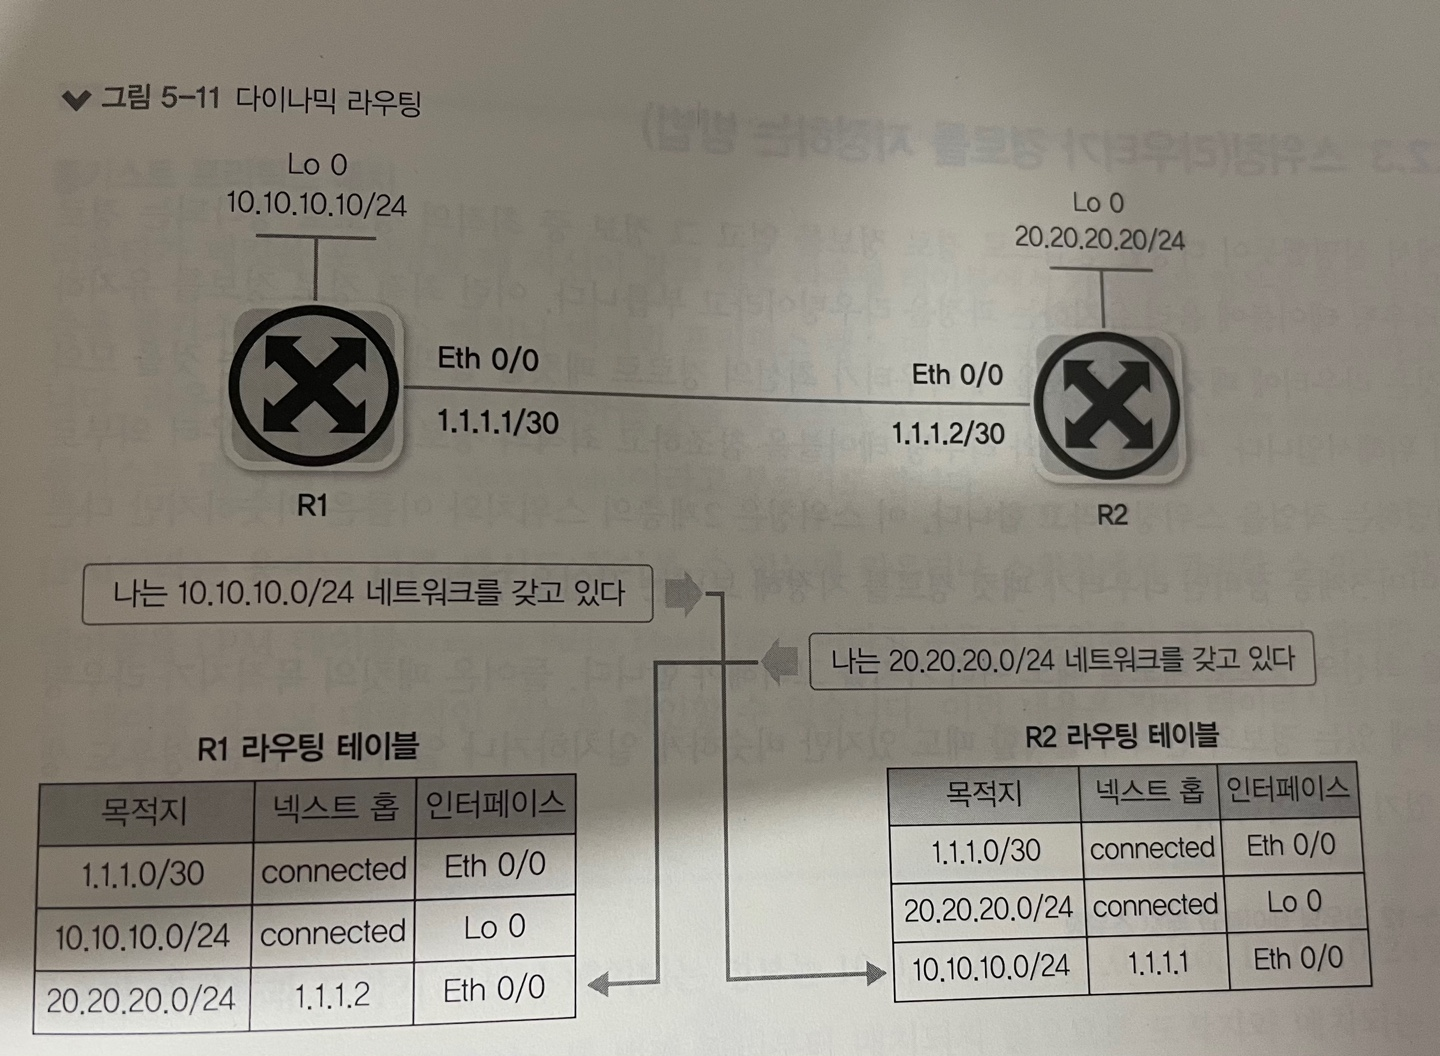 그림 5-11 다이나믹 라우팅
Lo 0
10.10.10.10/24
Lo 0
20.20.20.20/24
Eth 0/0
Eth 0/0
1.1.1.1/30
1.1.1.2/30
R1
R2
나는 10.10.10.0/24 네트워크를 갖고 있다
나는 20.20.20.0/24 네트워크를 갖고 있다
R1 라우팅 테이블
목적지 넥스트 홉 인터페이스
1.1.1.0/30 connected Eth 0/0
10.10.10.0/24 connected Lo 0
20.20.20.0/24 1.1.1.2 Eth 0/0
R2 라우팅 테이블
목적지 넥스트 홉 인터페이스
1.1.1.0/30 connected Eth 0/0
20.20.20.0/24 connected Lo 0
10.10.10.0/24 1.1.1.1 Eth 0/0